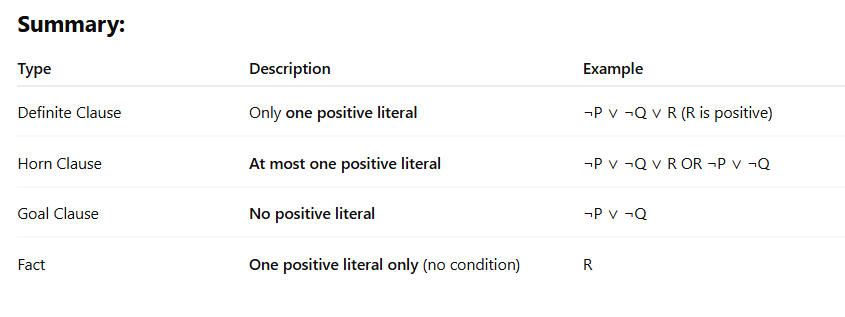 Summary:
Type Description Example
Definite Clause Only one positive literal ¬P ∨ ¬Q ∨ R (R is positive)
Horn Clause At most one positive literal ¬P ∨ ¬Q ∨ R OR ¬P ∨ ¬Q
Goal Clause No positive literal ¬P ∨ ¬Q
Fact One positive literal only (no condition) R